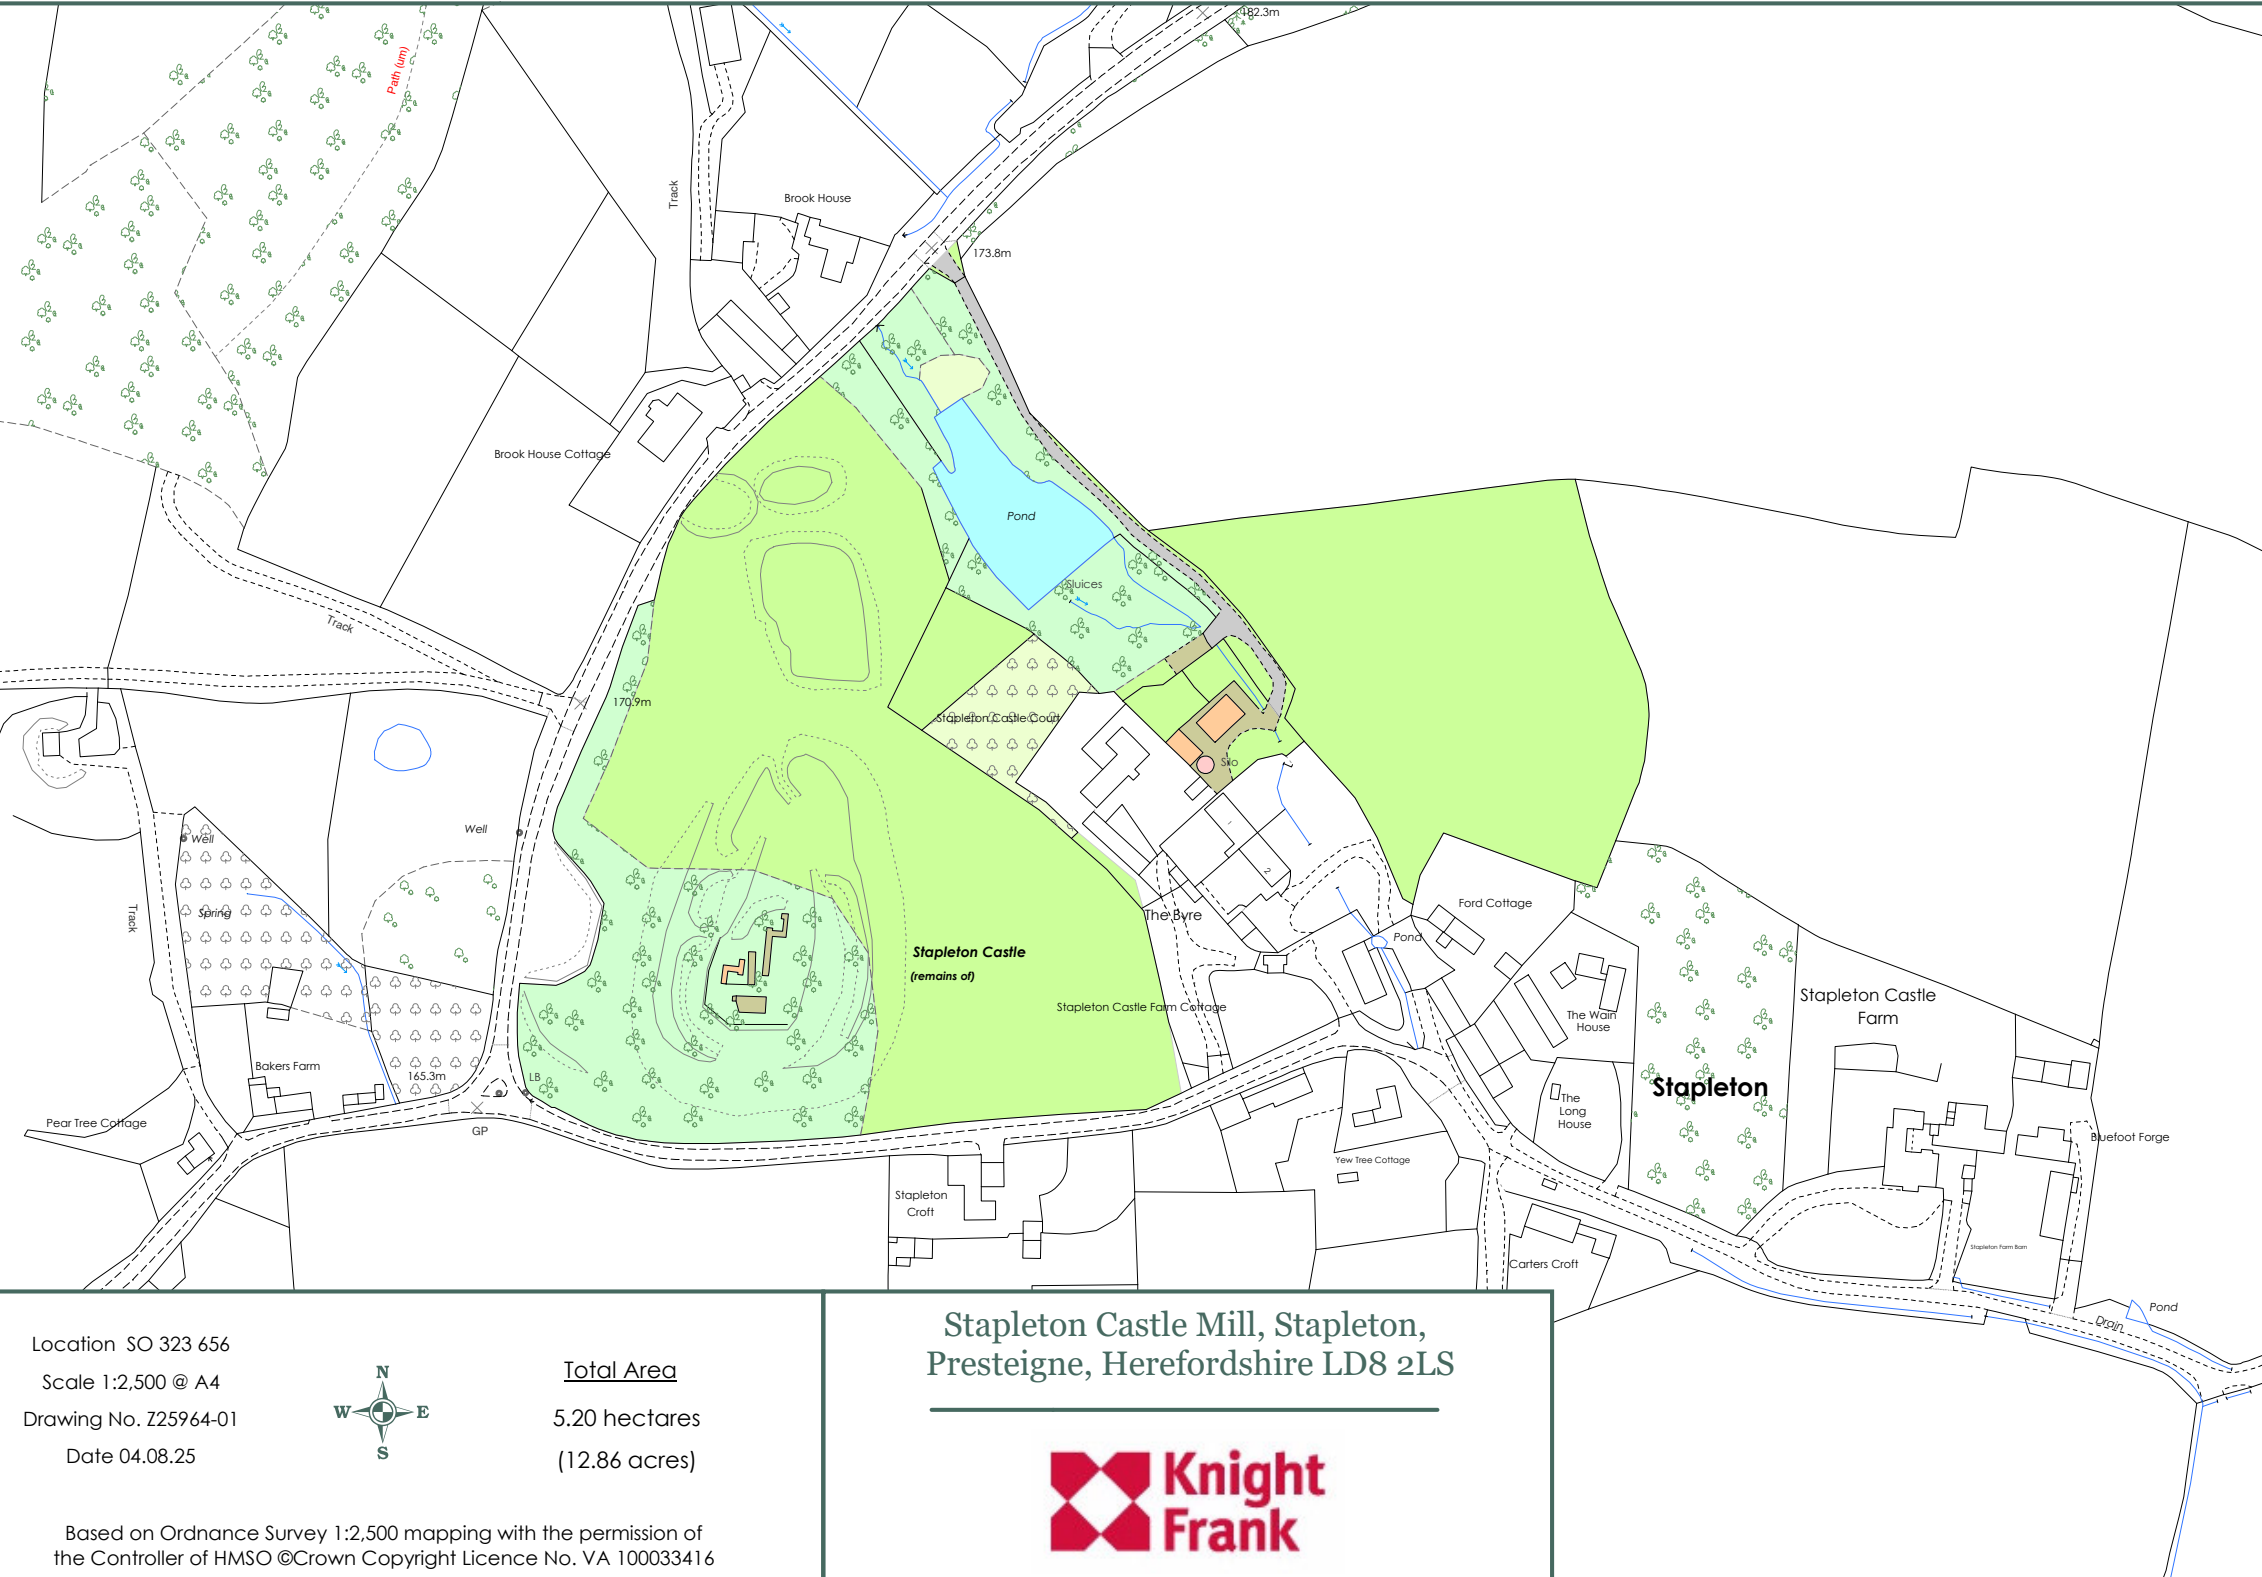 182.3m
Path (um)
Track
Brook House
173.8m
Brook House Cottage
Pond
Sluices
Track
170.9m
Stapleton Castle Court
Silo
Well
Well
1
2
Spring
Track
The Byre
Ford Cottage
Pond
Stapleton Castle
(remains of)
Stapleton Castle Farm Cottage
The Wain
House
Stapleton Castle
Farm
Bakers Farm
165.3m
LB
Stapleton
The
Long
House
Pear Tree Cottage
GP
Bluefoot Forge
Yew Tree Cottage
Stapleton
Croft
Carters Croft
Stapleton Farm Barn
Pond
Drain
Location SO 323 656
Scale 1:2,500 @ A4
Drawing No. Z25964-01
Date 04.08.25
N
W E
S
Total Area
5.20 hectares
(12.86 acres)
Based on Ordnance Survey 1:2,500 mapping with the permission of
the Controller of HMSO ©Crown Copyright Licence No. VA 100033416
Stapleton Castle Mill, Stapleton,
Presteigne, Herefordshire LD8 2LS
Knight
Frank